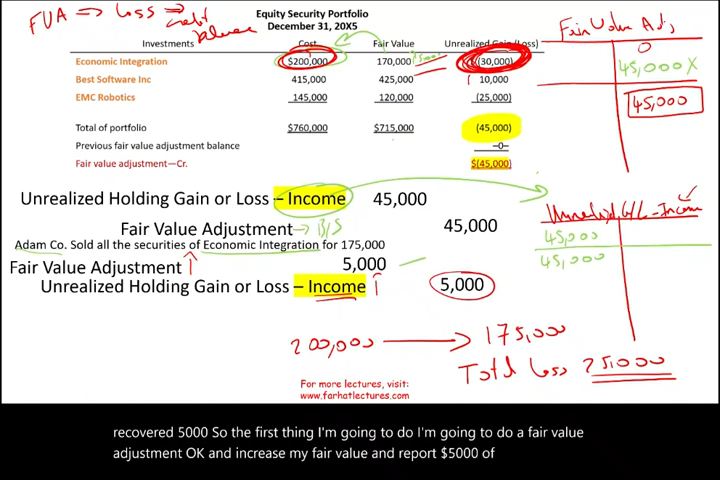 FVA => Loss => credit balance
Equity Security Portfolio
December 31, 20X5
Investments Cost Fair Value Unrealized Gain (Loss)
Economic Integration $200,000 170,000 (30,000)
Best Software Inc 415,000 425,000 10,000
EMC Robotics 145,000 120,000 (25,000)
Total of portfolio $760,000 $715,000 (45,000)
Previous fair value adjustment balance –0–
Fair value adjustment—Cr. $(45,000)
Fair Value Adj
0
45,000 X
45,000
Unrealized Holding Gain or Loss – Income 45,000
Fair Value Adjustment → B/S 45,000
Adam Co. Sold all the securities of Economic Integration for 175,000
Fair Value Adjustment 5,000
Unrealized Holding Gain or Loss – Income 5,000
Unrealized G/L - Income
45,000
45,000
200,000 → 175,000
Total Loss 25,000
For more lectures, visit:
www.farhatlectures.com
recovered 5000 So the first thing I'm going to do I'm going to do a fair value
adjustment OK and increase my fair value and report $5000 of